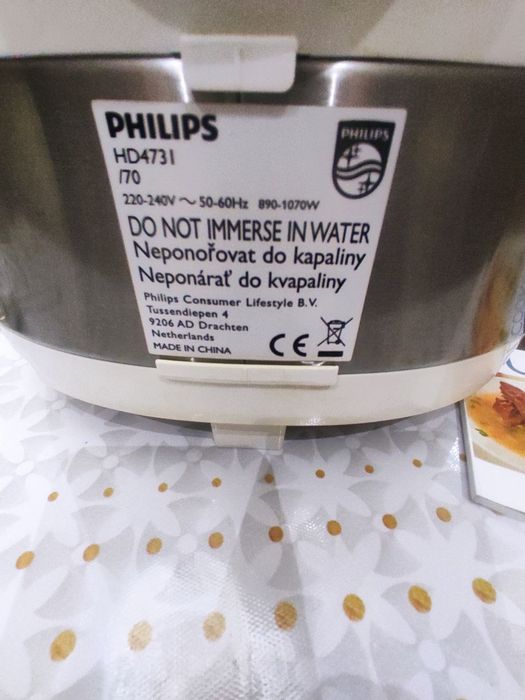 PHILIPS
PHILIPS
HD4731
/70
220-240V ~ 50-60Hz 890-1070W
DO NOT IMMERSE IN WATER
Neponořovat do kapaliny
Neponárať do kvapaliny
Philips Consumer Lifestyle B.V.
Tussendiepen 4
9206 AD Drachten
Netherlands
MADE IN CHINA
CE